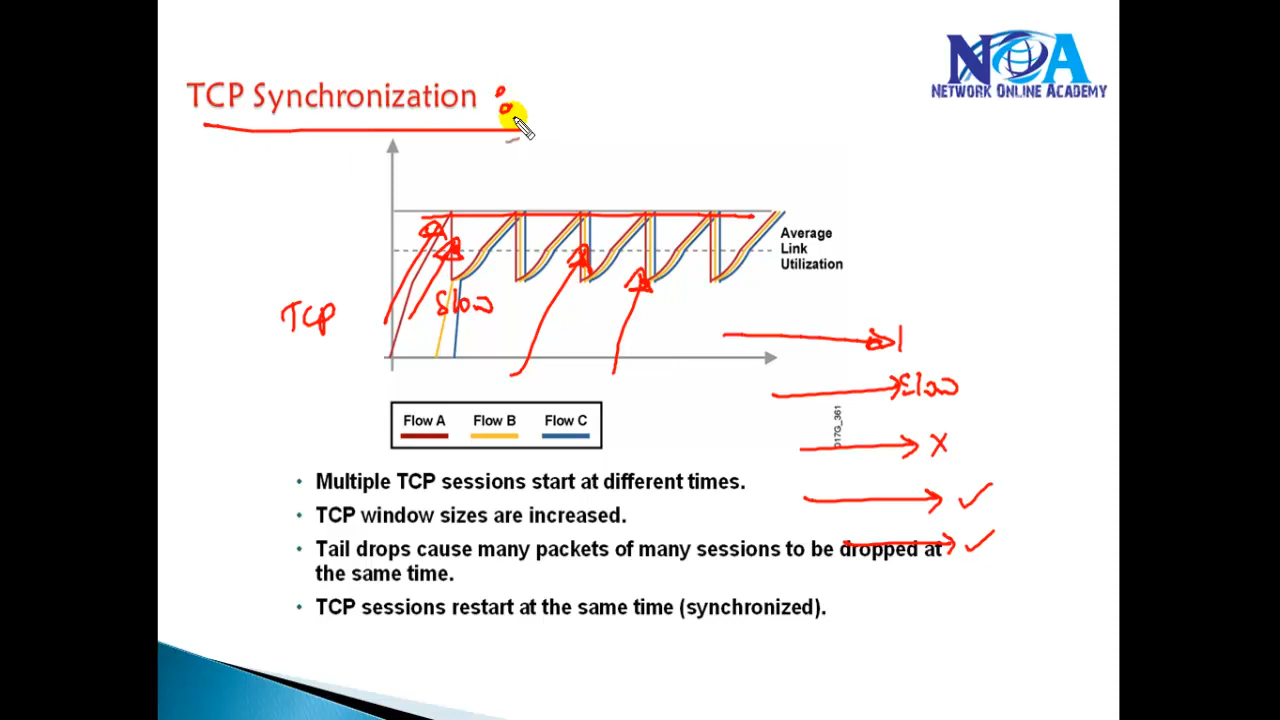 NOA
NETWORK ONLINE ACADEMY
TCP Synchronization :
Average
Link
Utilization
TCP
Slow
Slow
017G_361
Flow A Flow B Flow C
• Multiple TCP sessions start at different times.
• TCP window sizes are increased.
• Tail drops cause many packets of many sessions to be dropped at
the same time.
• TCP sessions restart at the same time (synchronized).